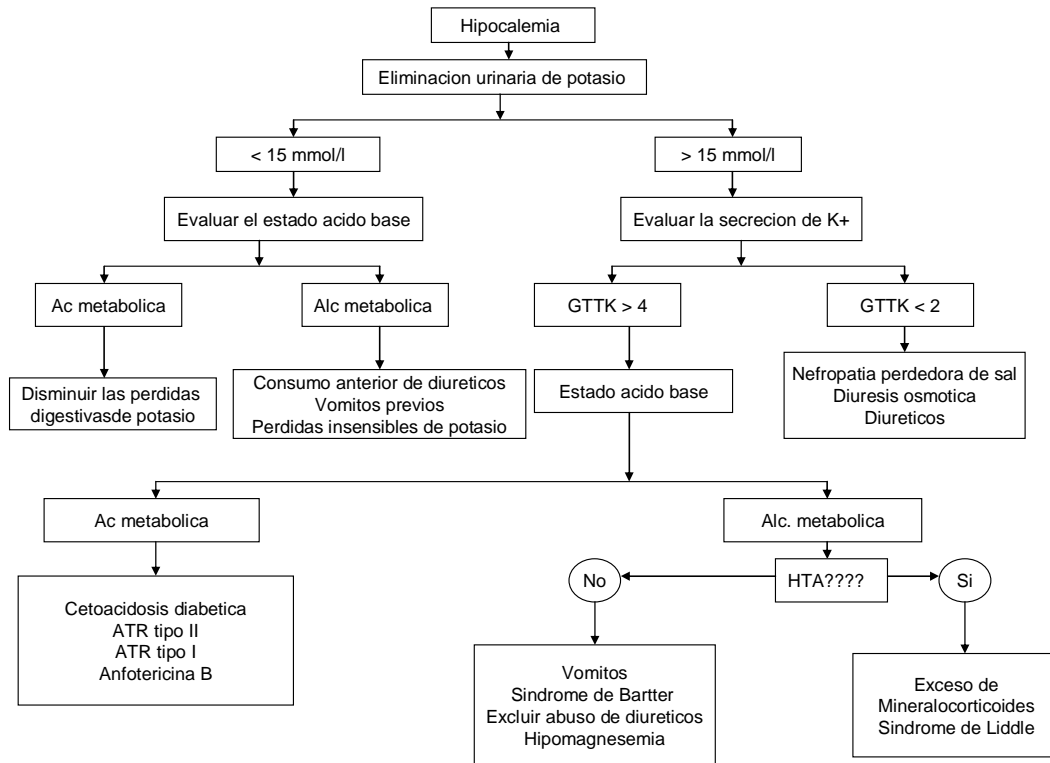 Hipocalemia
Eliminacion urinaria de potasio
< 15 mmol/l
> 15 mmol/l
Evaluar el estado acido base
Evaluar la secrecion de K+
Ac metabolica
Alc metabolica
GTTK > 4
GTTK < 2
Disminuir las perdidas
digestivasde potasio
Consumo anterior de diureticos
Vomitos previos
Perdidas insensibles de potasio
Estado acido base
Nefropatia perdedora de sal
Diuresis osmotica
Diureticos
Ac metabolica
Alc. metabolica
No
HTA????
Si
Cetoacidosis diabetica
ATR tipo II
ATR tipo I
Anfotericina B
Vomitos
Sindrome de Bartter
Excluir abuso de diureticos
Hipomagnesemia
Exceso de
Mineralocorticoides
Sindrome de Liddle